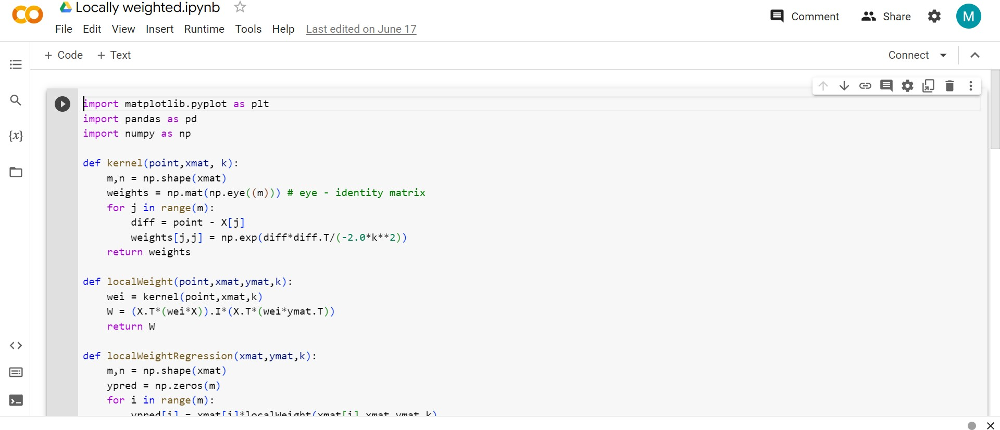 Locally weighted.ipynb
File Edit View Insert Runtime Tools Help Last edited on June 17
Comment Share M
+ Code + Text
Connect
import matplotlib.pyplot as plt
import pandas as pd
import numpy as np
def kernel(point,xmat, k):
m,n = np.shape(xmat)
weights = np.mat(np.eye((m))) # eye - identity matrix
for j in range(m):
diff = point - X[j]
weights[j,j] = np.exp(diff*diff.T/(-2.0*k**2))
return weights
def localWeight(point,xmat,ymat,k):
wei = kernel(point,xmat,k)
W = (X.T*(wei*X)).I*(X.T*(wei*ymat.T))
return W
def localWeightRegression(xmat,ymat,k):
m,n = np.shape(xmat)
ypred = np.zeros(m)
for i in range(m):
ypred[i] = xmat[i]*localWeight(xmat[i],xmat,ymat,k)